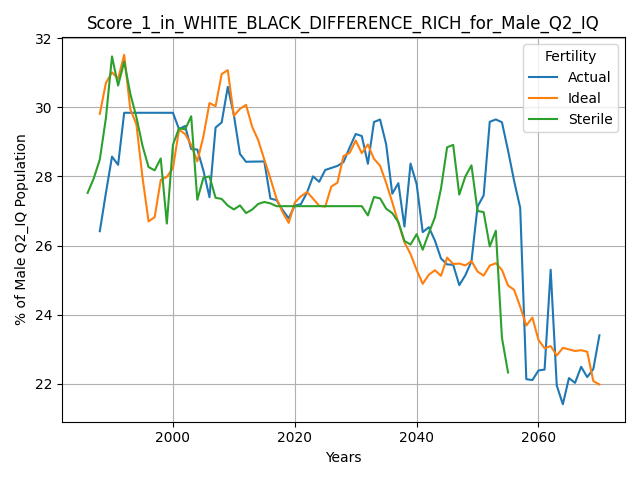 Score_1_in_WHITE_BLACK_DIFFERENCE_RICH_for_Male_Q2_IQ
Fertility
Actual
Ideal
Sterile
% of Male Q2_IQ Population
32
30
28
26
24
22
2000
2020
2040
2060
Years